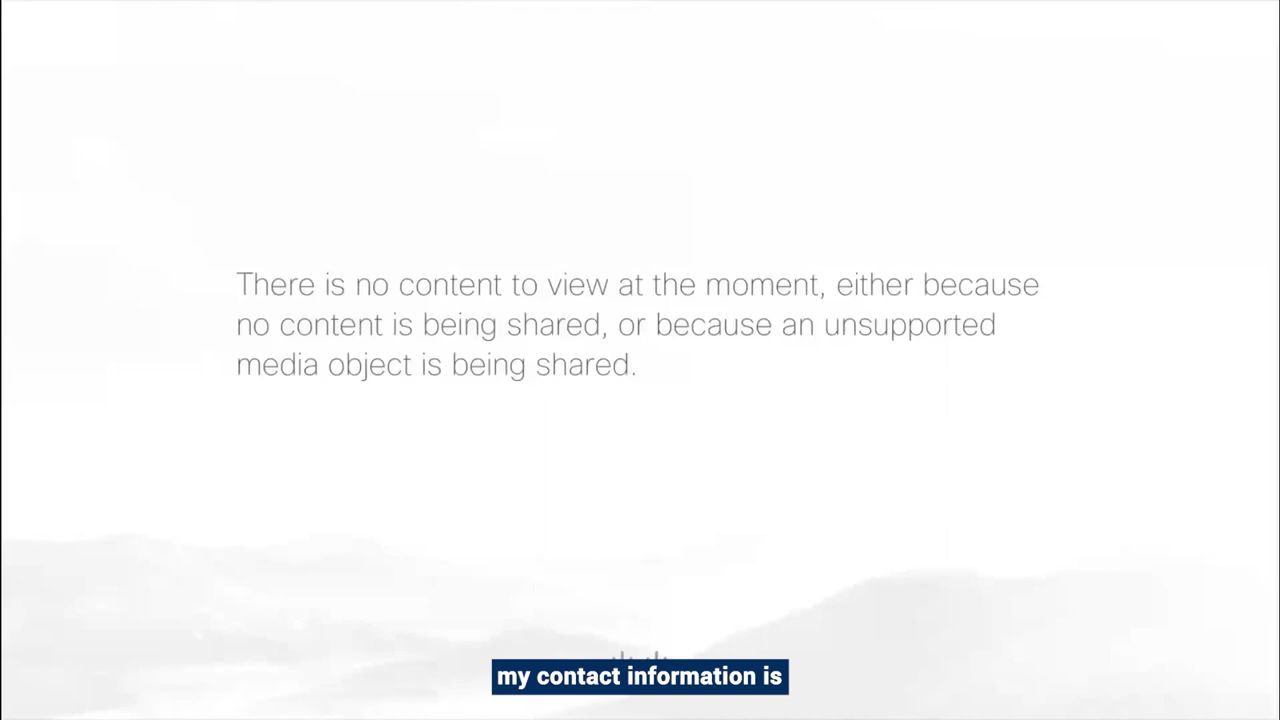 There is no content to view at the moment, either because
no content is being shared, or because an unsupported
media object is being shared.
my contact information is